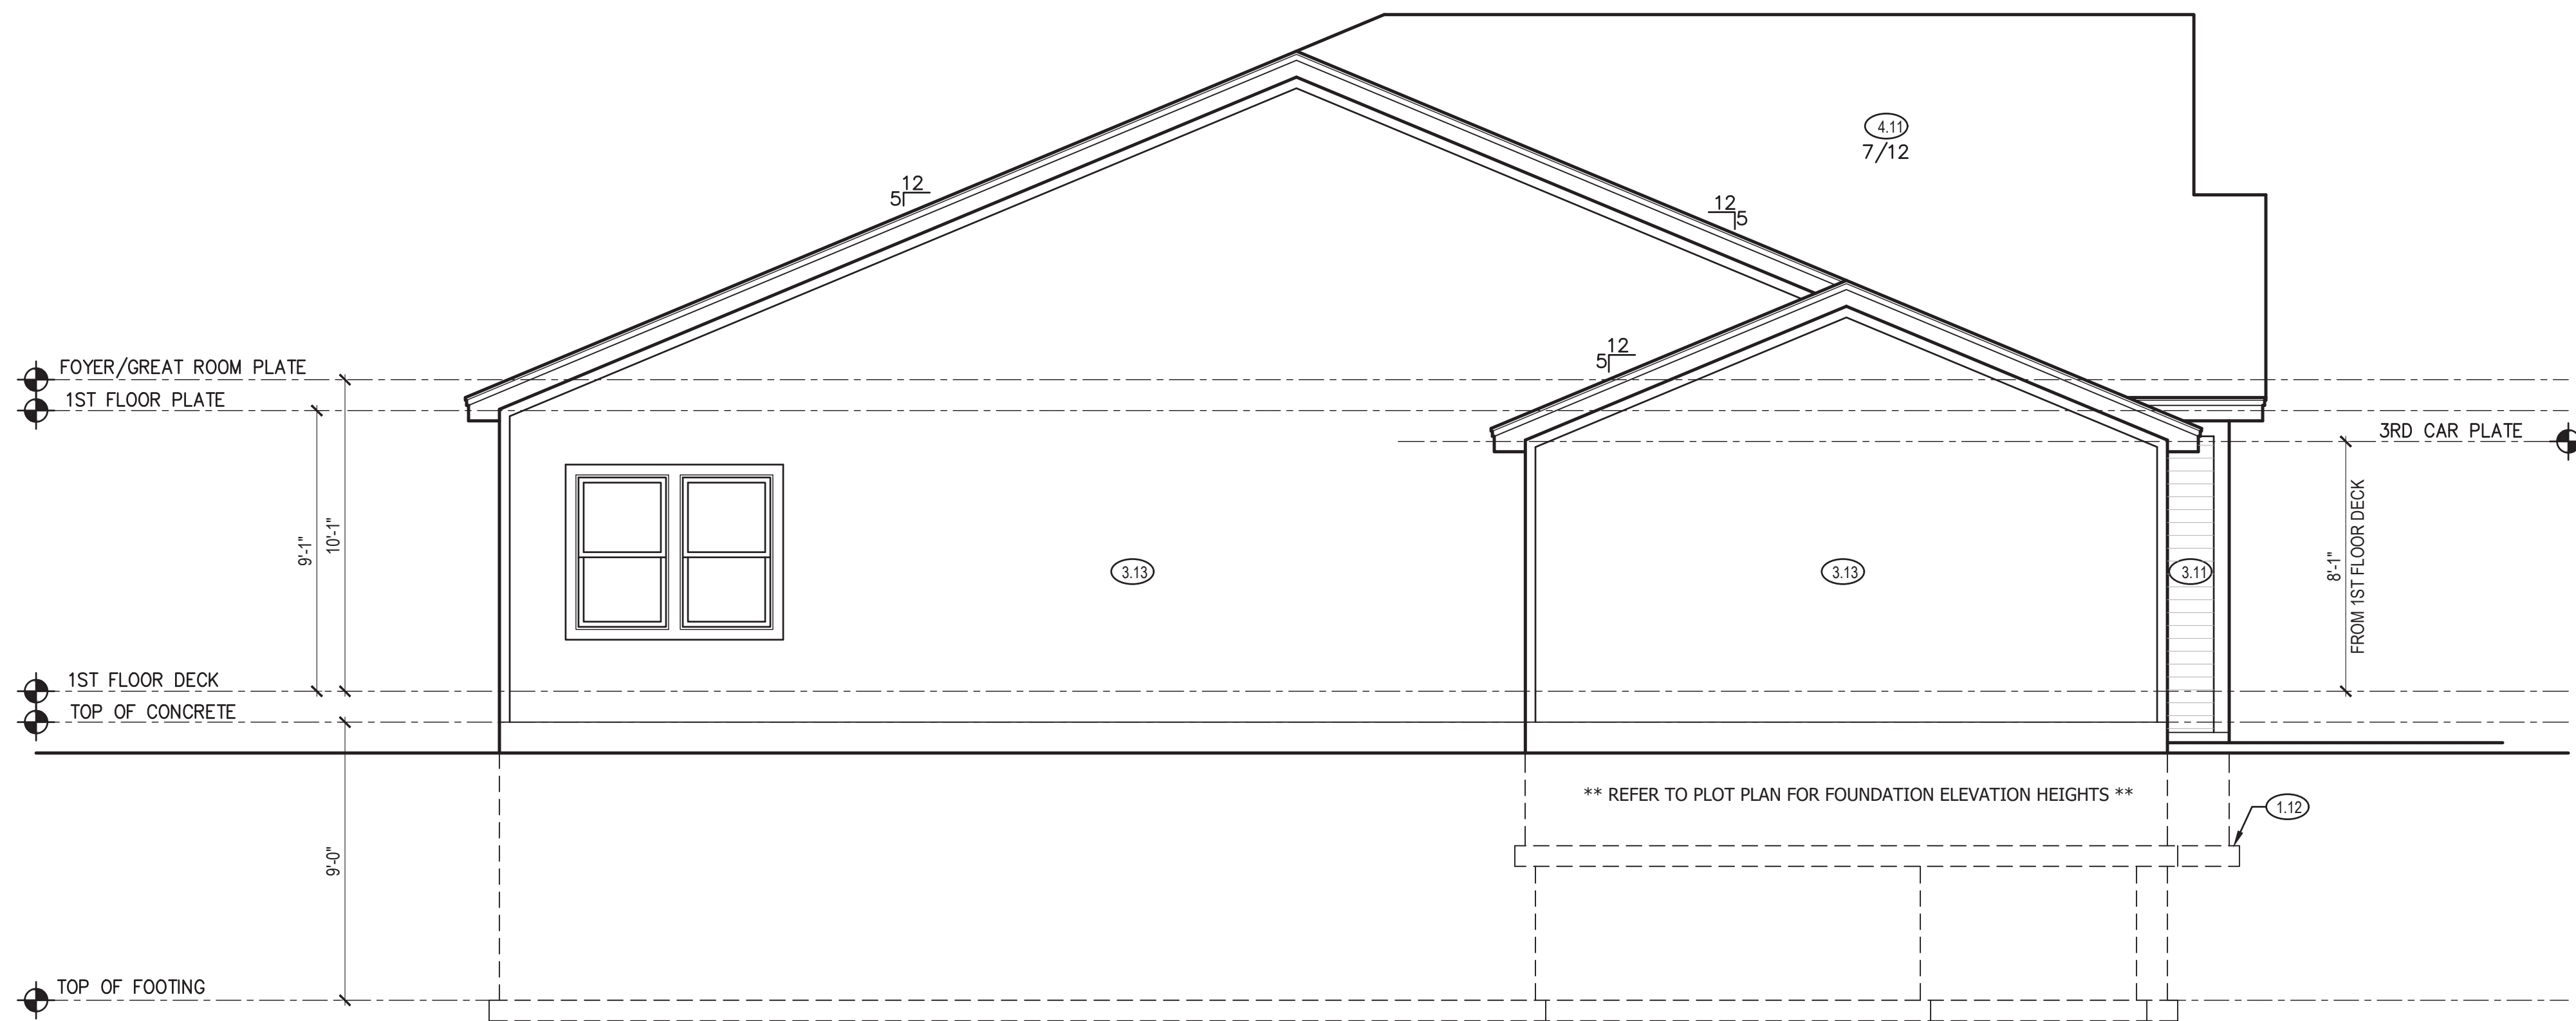 4.11
7/12
12
5
12
5
12
5
FOYER/GREAT ROOM PLATE
1ST FLOOR PLATE
3RD CAR PLATE
9'-1"
10'-1"
8'-1"
FROM 1ST FLOOR DECK
3.13
3.13
3.11
1ST FLOOR DECK
TOP OF CONCRETE
** REFER TO PLOT PLAN FOR FOUNDATION ELEVATION HEIGHTS **
1.12
9'-0"
TOP OF FOOTING